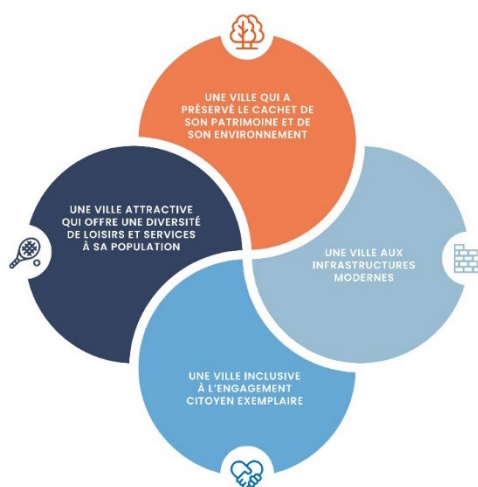 UNE VILLE QUI A
PRÉSERVÉ LE CACHET DE
SON PATRIMOINE ET DE
SON ENVIRONNEMENT
UNE VILLE ATTRACTIVE
QUI OFFRE UNE DIVERSITÉ
DE LOISIRS ET SERVICES
À SA POPULATION
UNE VILLE AUX
INFRASTRUCTURES
MODERNES
UNE VILLE INCLUSIVE
À L'ENGAGEMENT
CITOYEN EXEMPLAIRE